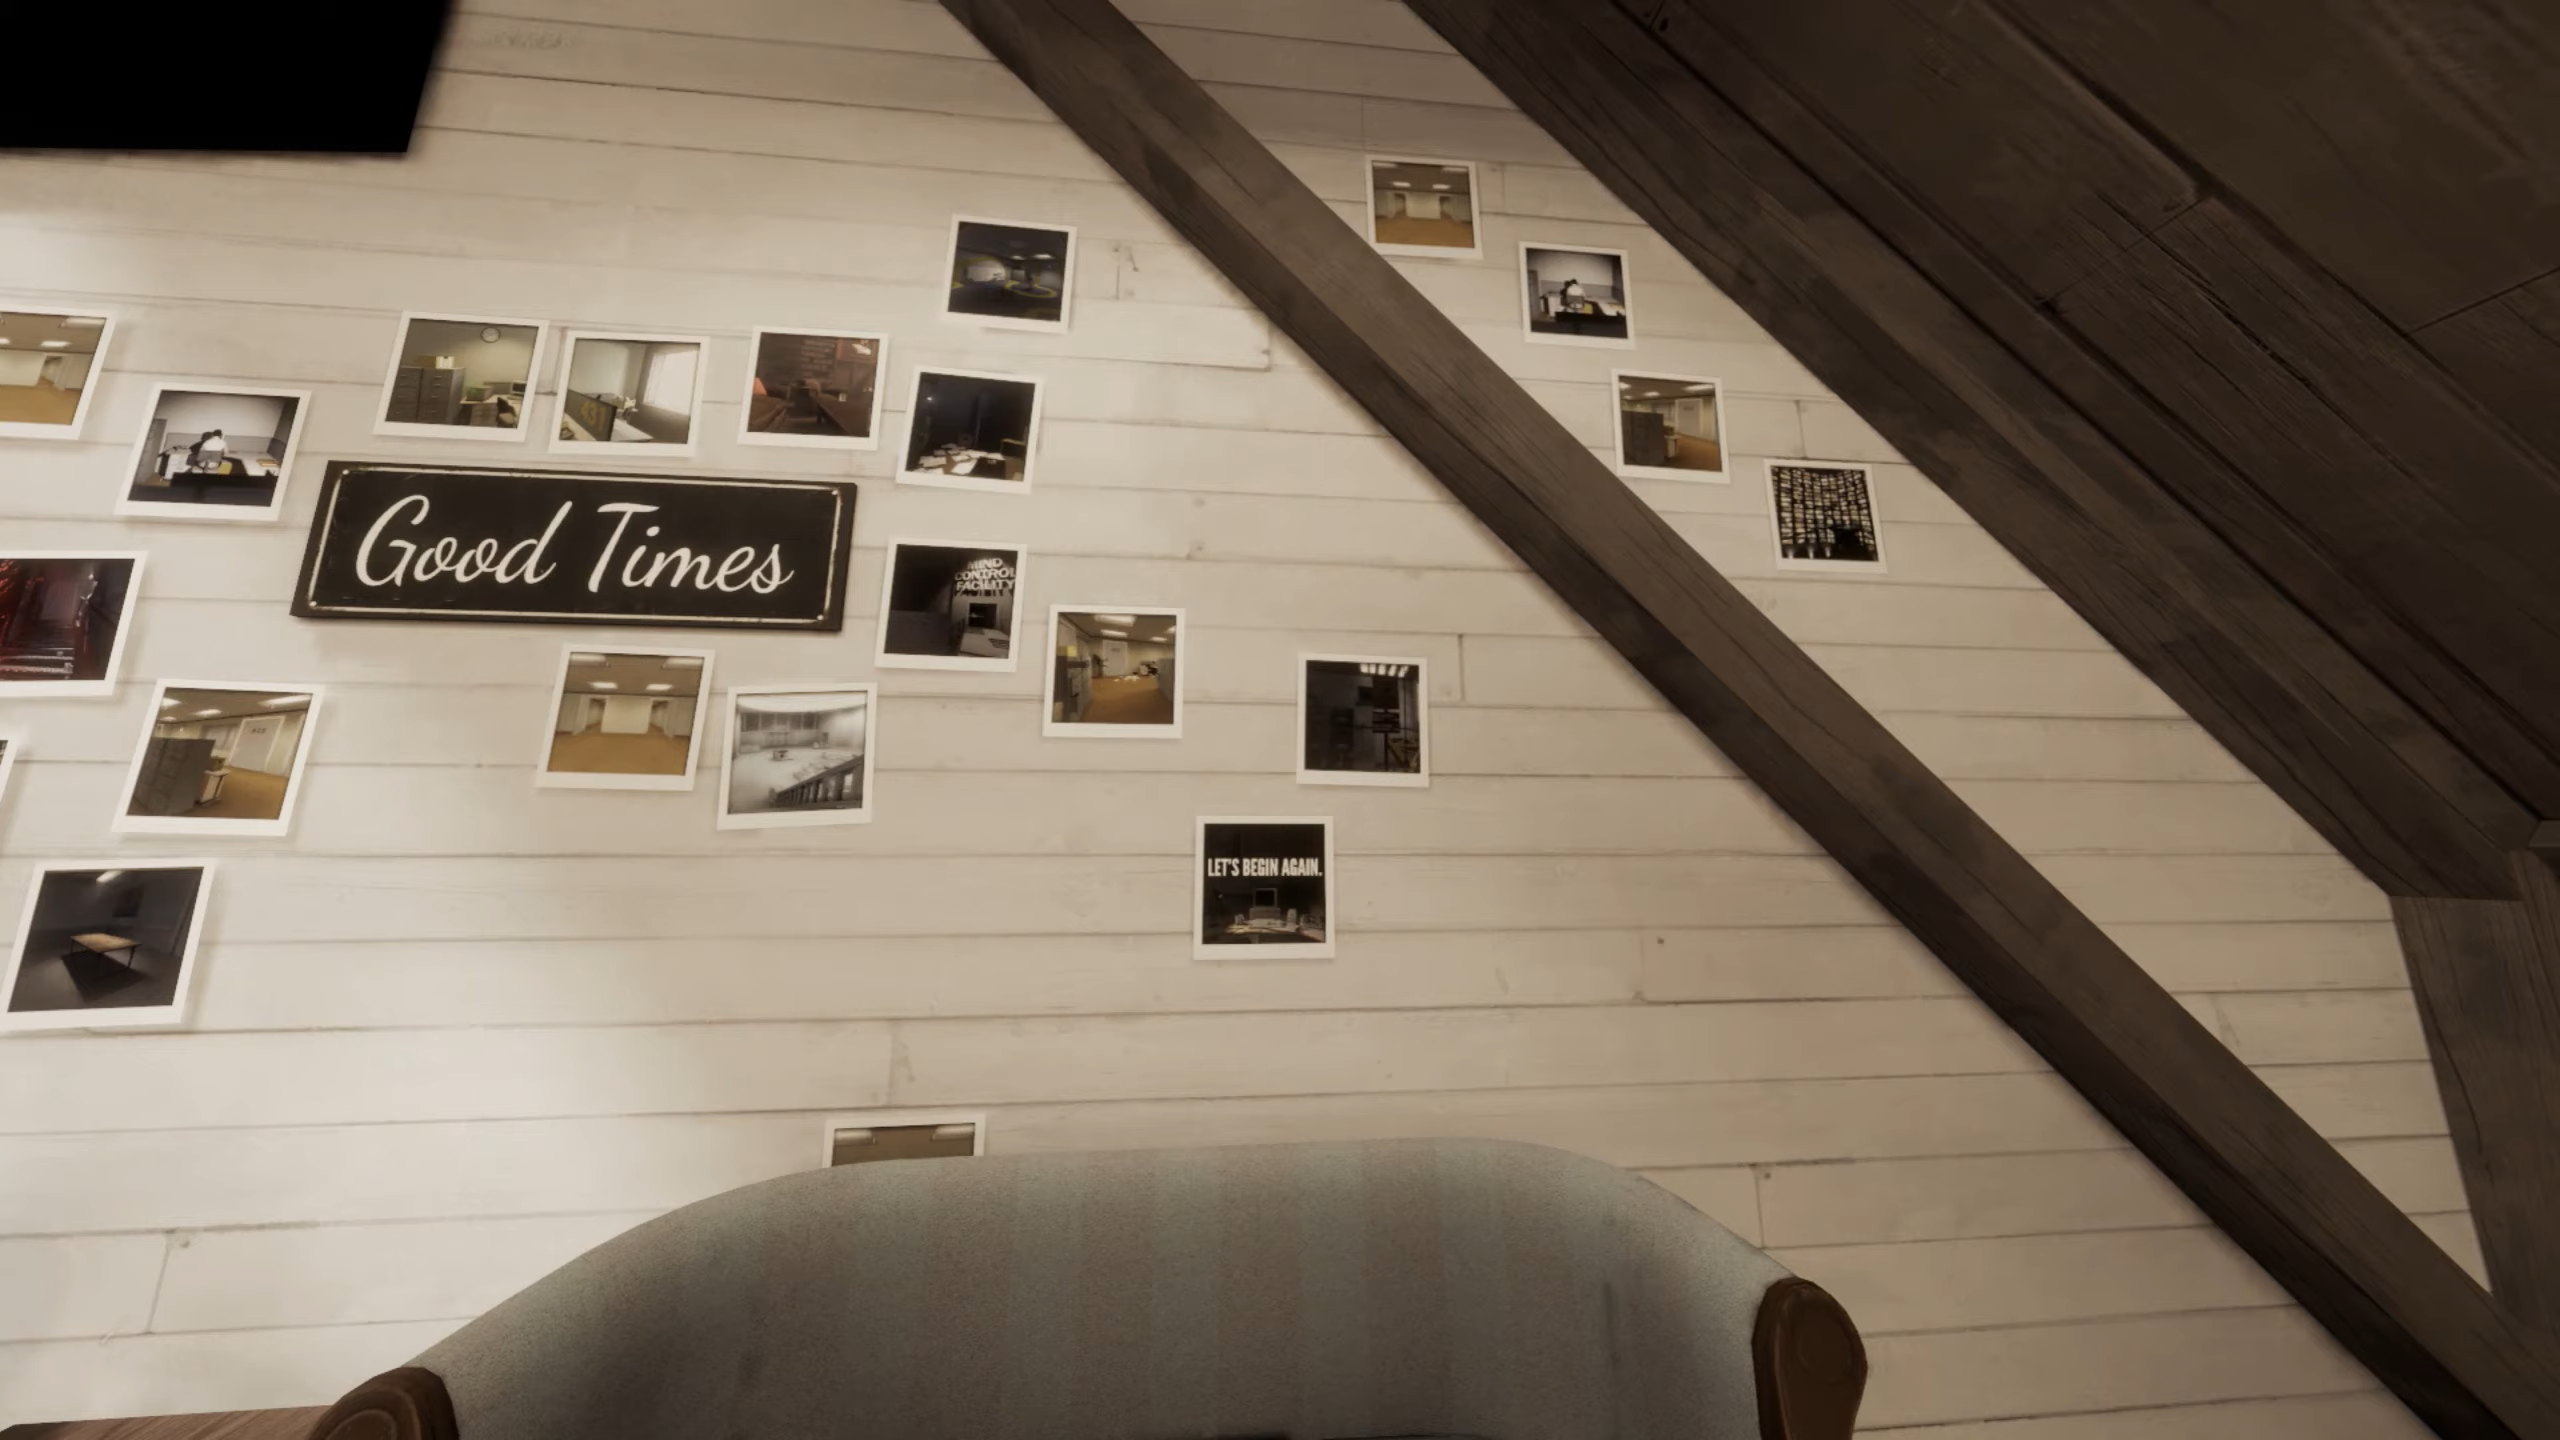 Good Times
MIND
CONTROL
FACILITY
LET'S BEGIN AGAIN.